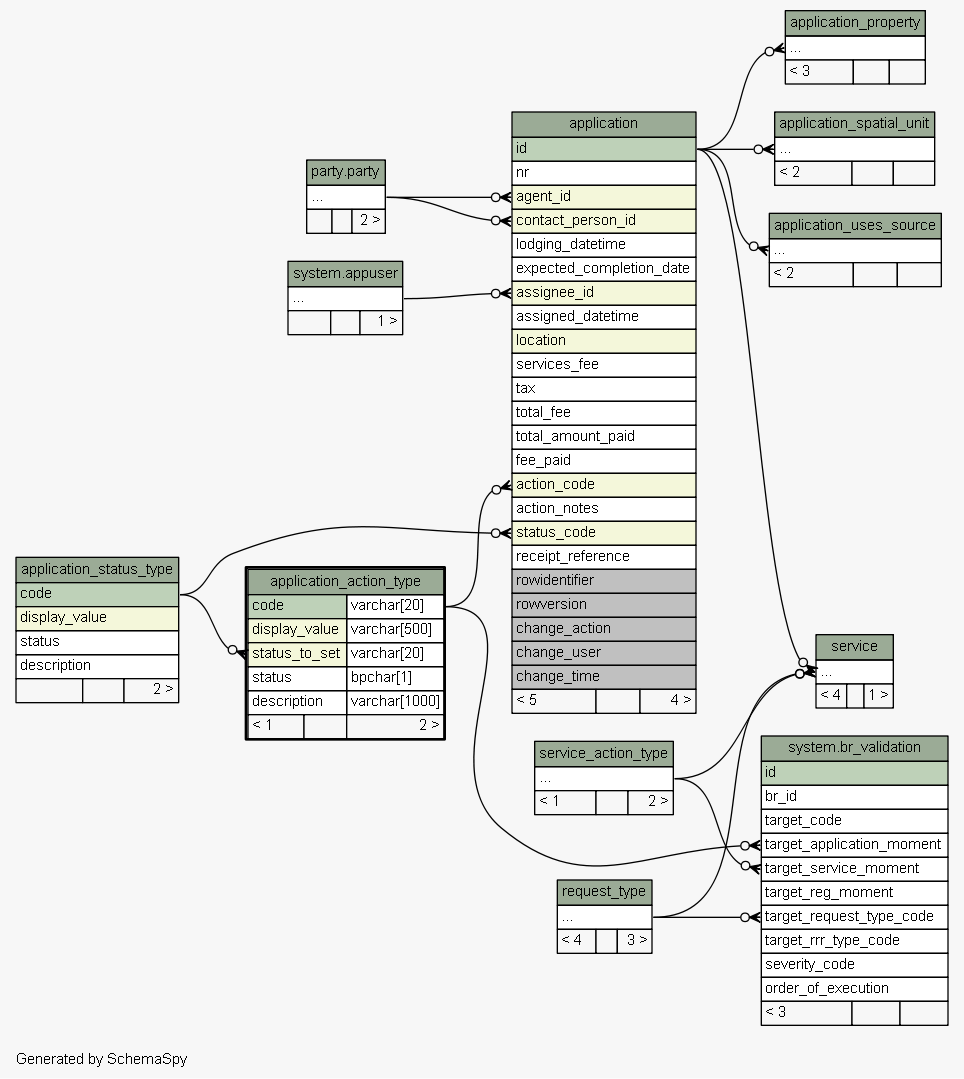 application_property
...
< 3
application
id
nr
agent_id
contact_person_id
lodging_datetime
expected_completion_date
assignee_id
assigned_datetime
location
services_fee
tax
total_fee
total_amount_paid
fee_paid
action_code
action_notes
status_code
receipt_reference
rowidentifier
rowversion
change_action
change_user
change_time
< 5 4 >
application_spatial_unit
...
< 2
party.party
...
2 >
application_uses_source
...
< 2
system.appuser
...
1 >
application_status_type
code
display_value
status
description
2 >
application_action_type
code varchar[20]
display_value varchar[500]
status_to_set varchar[20]
status bpchar[1]
description varchar[1000]
< 1 2 >
service
...
< 4 1 >
service_action_type
...
< 1 2 >
system.br_validation
id
br_id
target_code
target_application_moment
target_service_moment
target_reg_moment
target_request_type_code
target_rrr_type_code
severity_code
order_of_execution
< 3
request_type
...
< 4 3 >
Generated by SchemaSpy